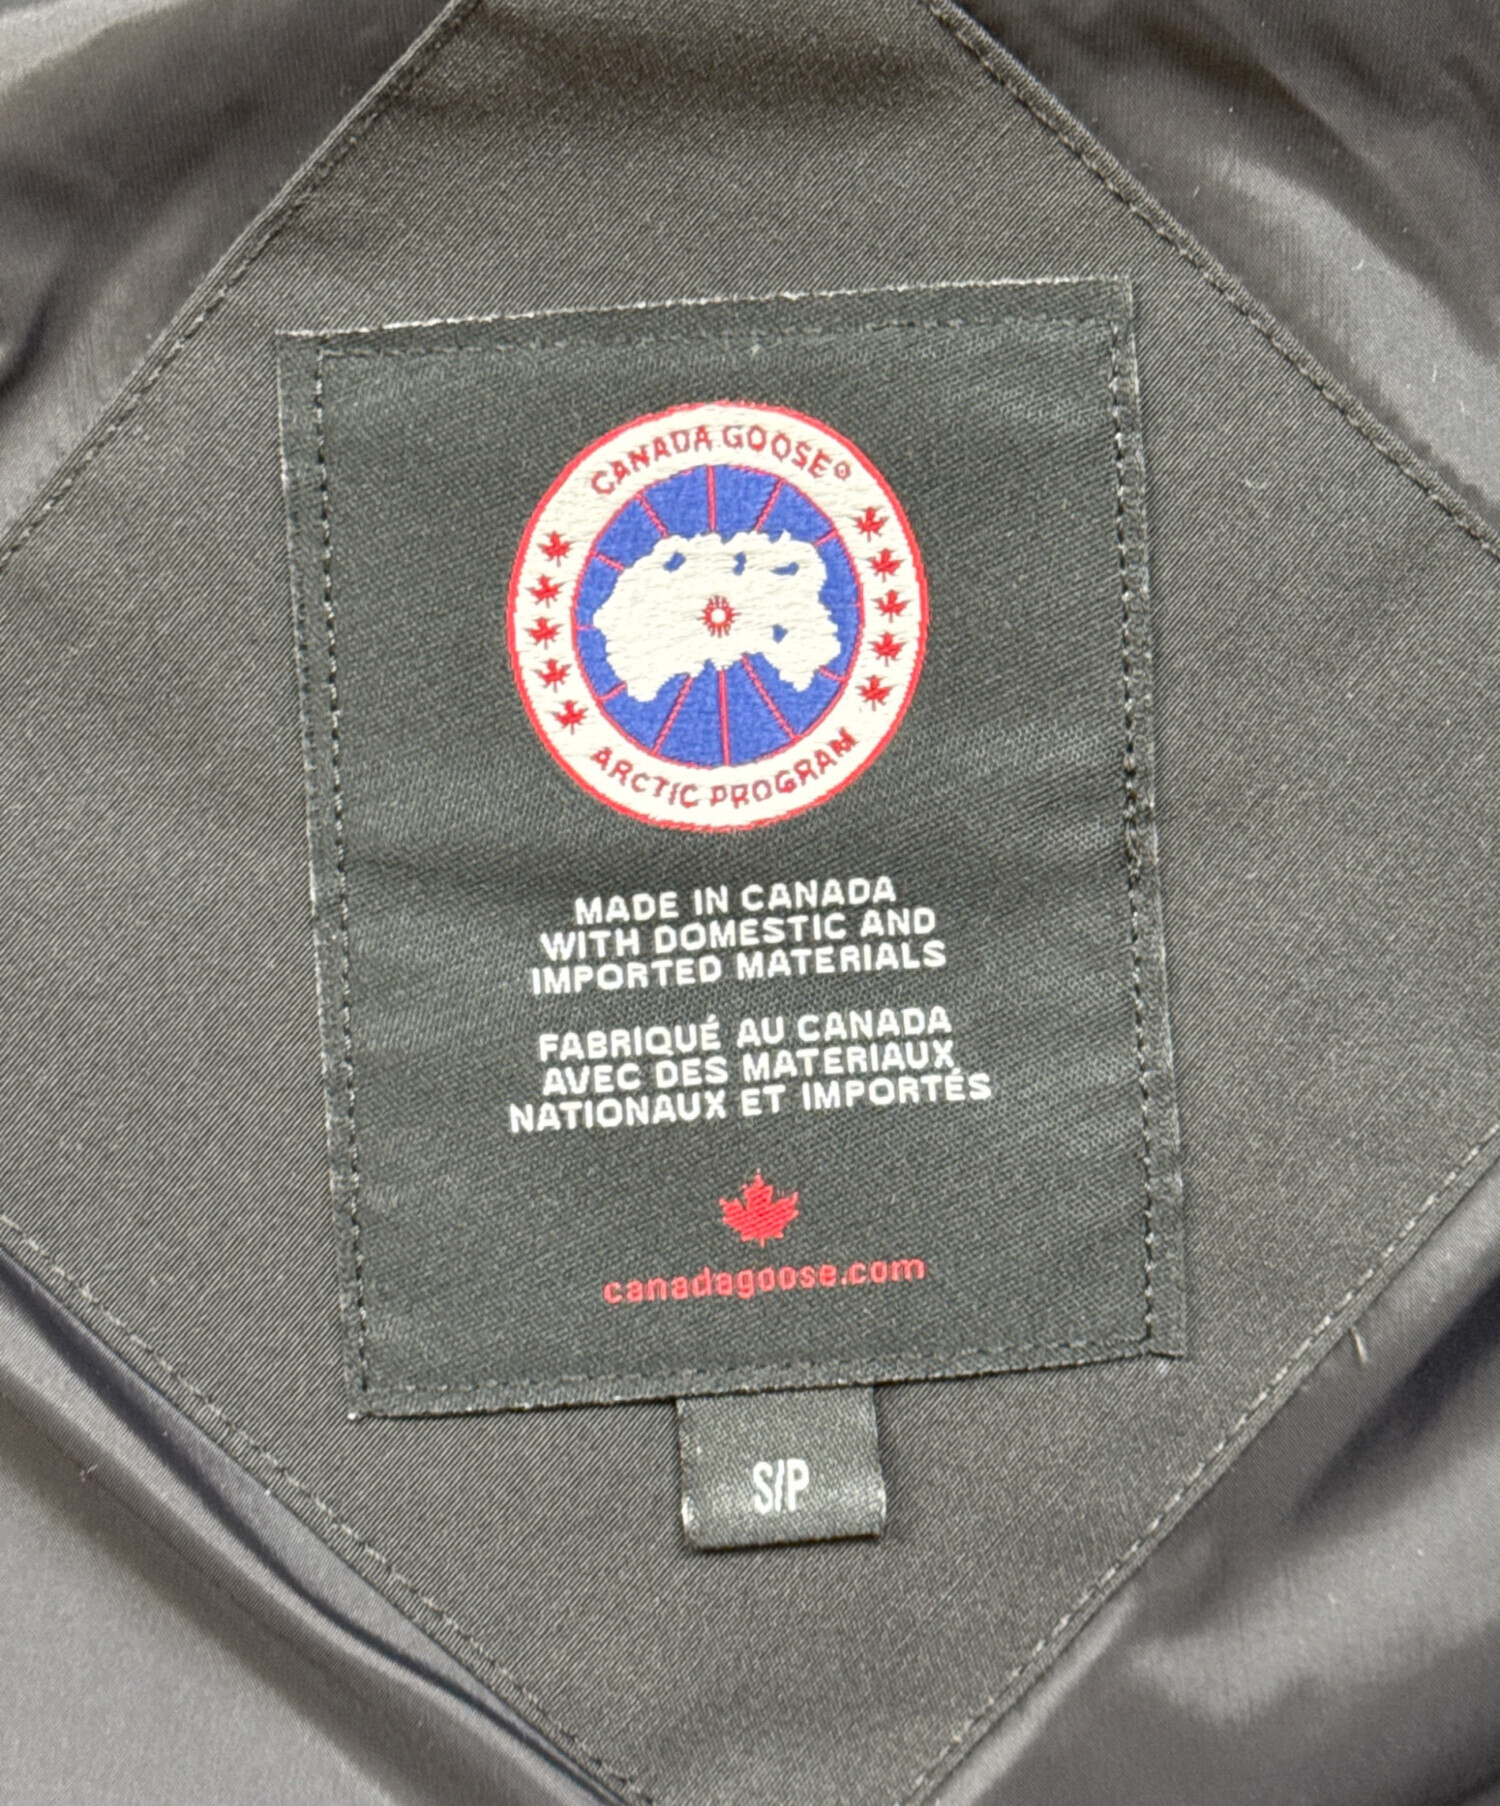 CANADA GOOSE®
ARCTIC PROGRAM
MADE IN CANADA
WITH DOMESTIC AND
IMPORTED MATERIALS
FABRIQUÉ AU CANADA
AVEC DES MATERIAUX
NATIONAUX ET IMPORTÉS
canadagoose.com
S/P